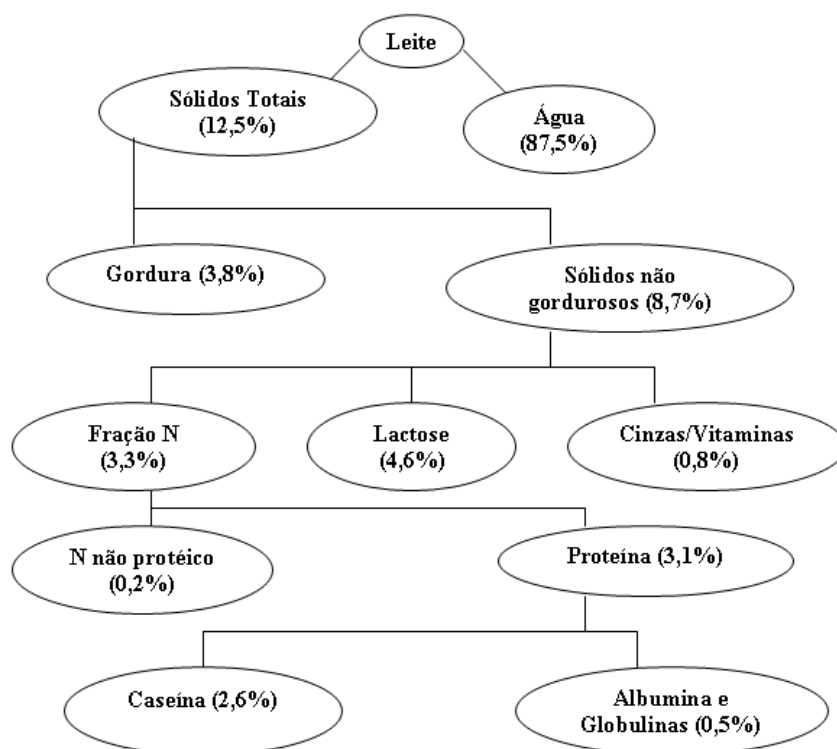 Leite
Sólidos Totais
(12,5%)
Água
(87,5%)
Gordura (3,8%)
Sólidos não
gordurosos (8,7%)
Fração N
(3,3%)
Lactose
(4,6%)
Cinzas/Vitaminas
(0,8%)
N não protéico
(0,2%)
Proteína (3,1%)
Caseína (2,6%)
Albumina e
Globulinas (0,5%)